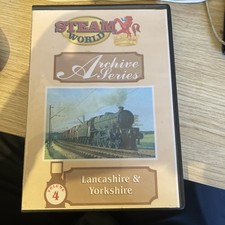 STEAM
WORLD
Archive
Series
Lancashire &
Yorkshire
4